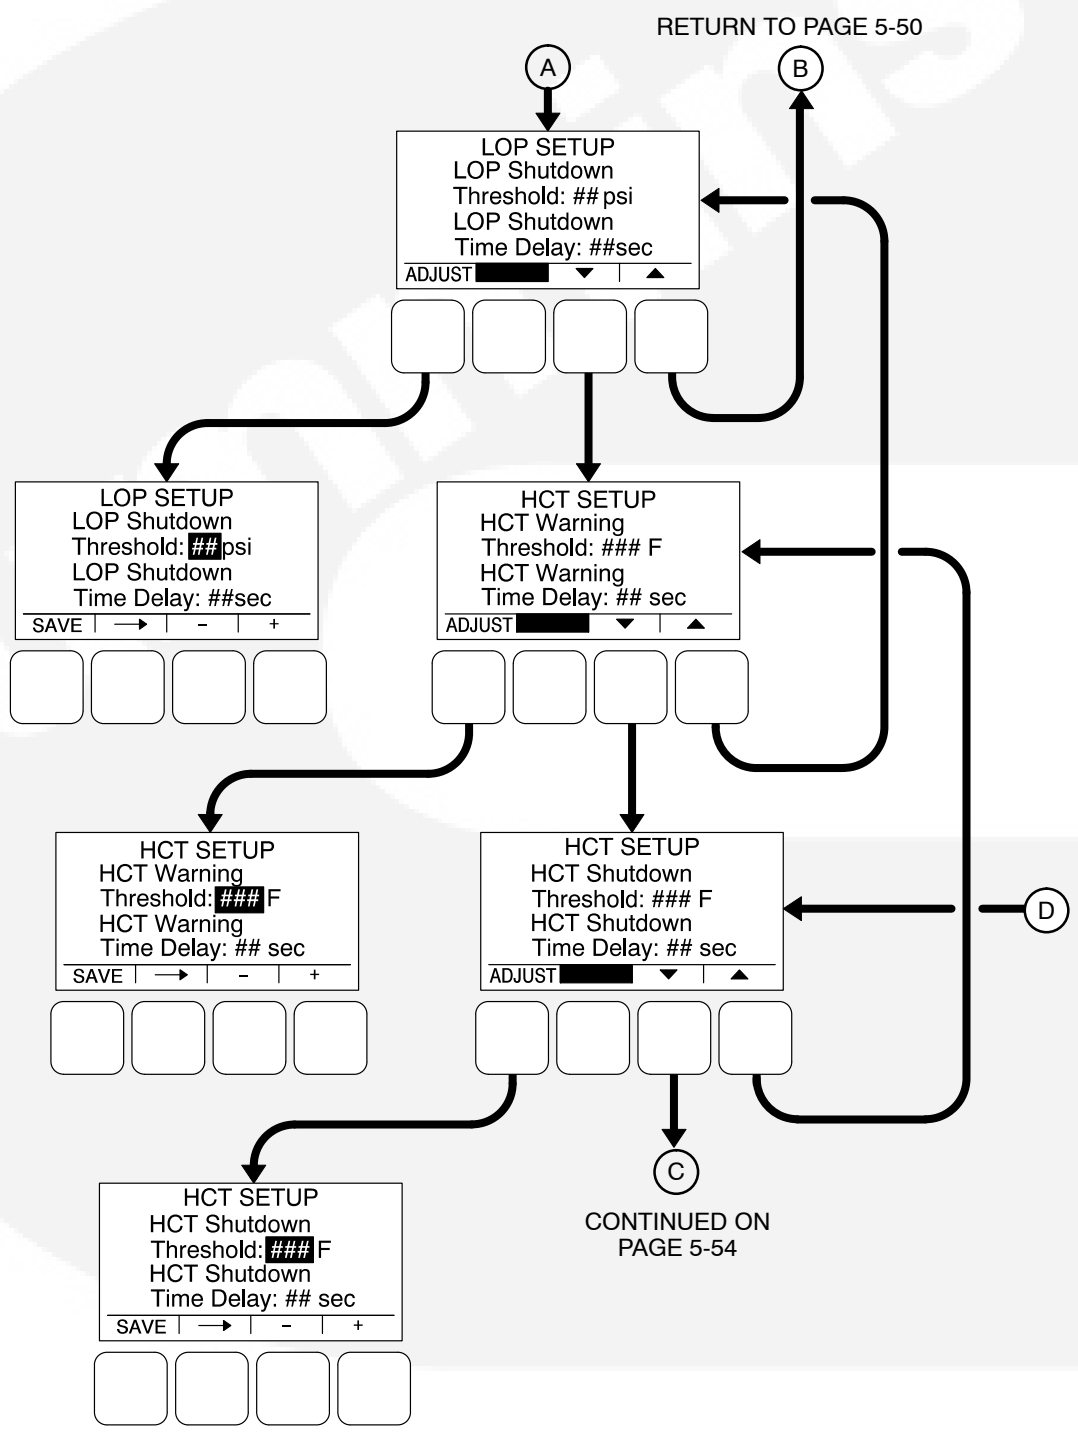 RETURN TO PAGE 5-50
A
B
LOP SETUP
LOP Shutdown
Threshold: ## psi
LOP Shutdown
Time Delay: ##sec
ADJUST
LOP SETUP
LOP Shutdown
Threshold: ## psi
LOP Shutdown
Time Delay: ##sec
SAVE → - +
HCT SETUP
HCT Warning
Threshold: ### F
HCT Warning
Time Delay: ## sec
ADJUST
HCT SETUP
HCT Warning
Threshold: ### F
HCT Warning
Time Delay: ## sec
SAVE → - +
HCT SETUP
HCT Shutdown
Threshold: ### F
HCT Shutdown
Time Delay: ## sec
ADJUST
D
C
CONTINUED ON
PAGE 5-54
HCT SETUP
HCT Shutdown
Threshold: ### F
HCT Shutdown
Time Delay: ## sec
SAVE → - +